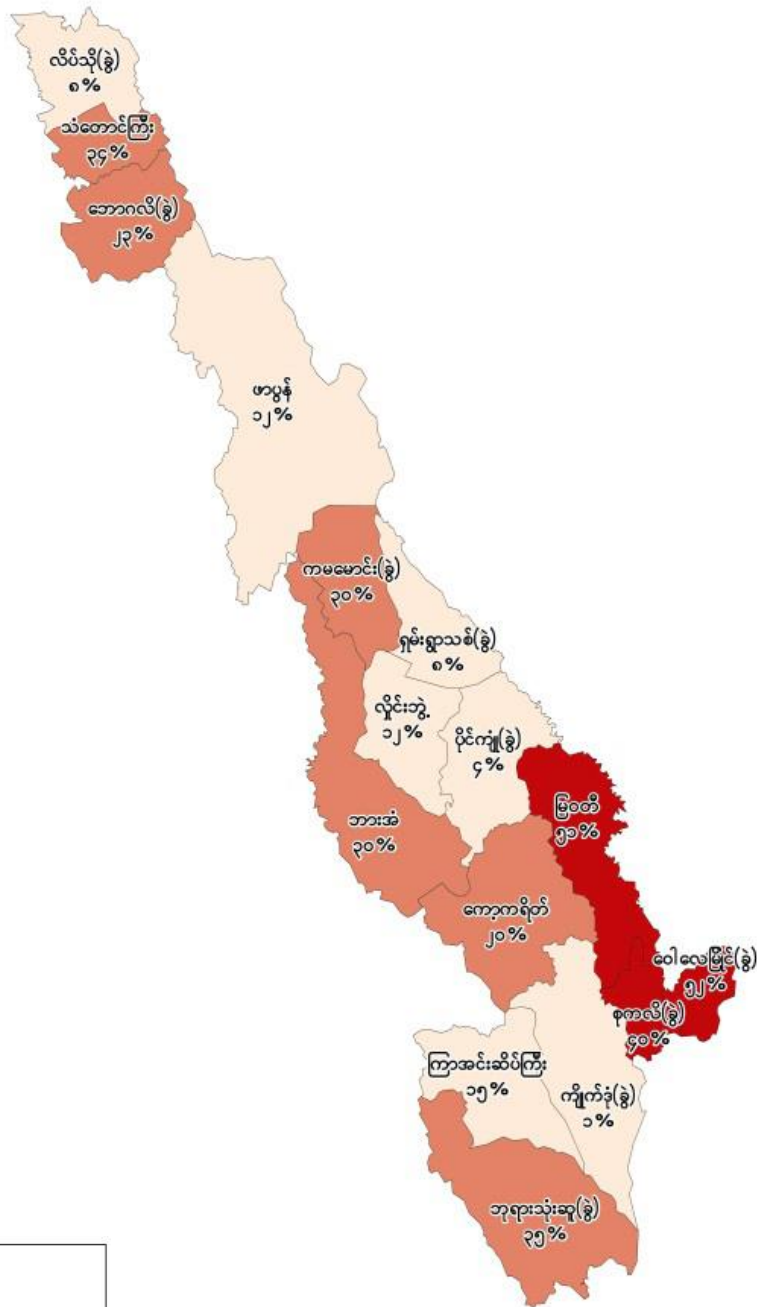 လိပ်သို(ခွဲ)
၈%
သံတောင်ကြီး
၃၄%
ဘောဂလိ(ခွဲ)
၂၃%
ဖာပွန်
၁၂%
ကမမောင်း(ခွဲ)
၃၀%
ရှမ်းရွာသစ်(ခွဲ)
၈%
လှိုင်းဘွဲ့
၁၂%
ပိုင်ကျုံ(ခွဲ)
၄%
မြဝတီ
၅၁%
ဘားအံ
၃၀%
ကော့ကရိတ်
၂၀%
ဝေါလေမြိုင်(ခွဲ)
၅၂%
စုကလိ(ခွဲ)
၄၀%
ကြာအင်းဆိပ်ကြီး
၁၅%
ကျိုက်ဒုံ(ခွဲ)
၁%
ဘုရားသုံးဆူ(ခွဲ)
၃၅%